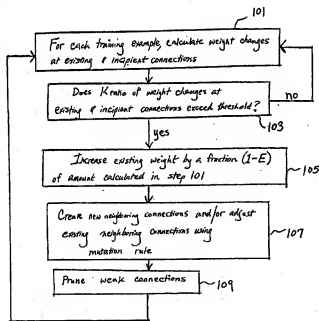 101
For each training example, calculate weight changes
at existing & incipient connections
Does K ratio of weight changes at
existing & incipient connections exceed threshold?
no
103
yes
Increase existing weight by a fraction (1-E)
of amount calculated in step 101
105
Create new neighboring connections and/or adjust
existing neighboring connections using
mutation rule
107
Prune weak connections
109